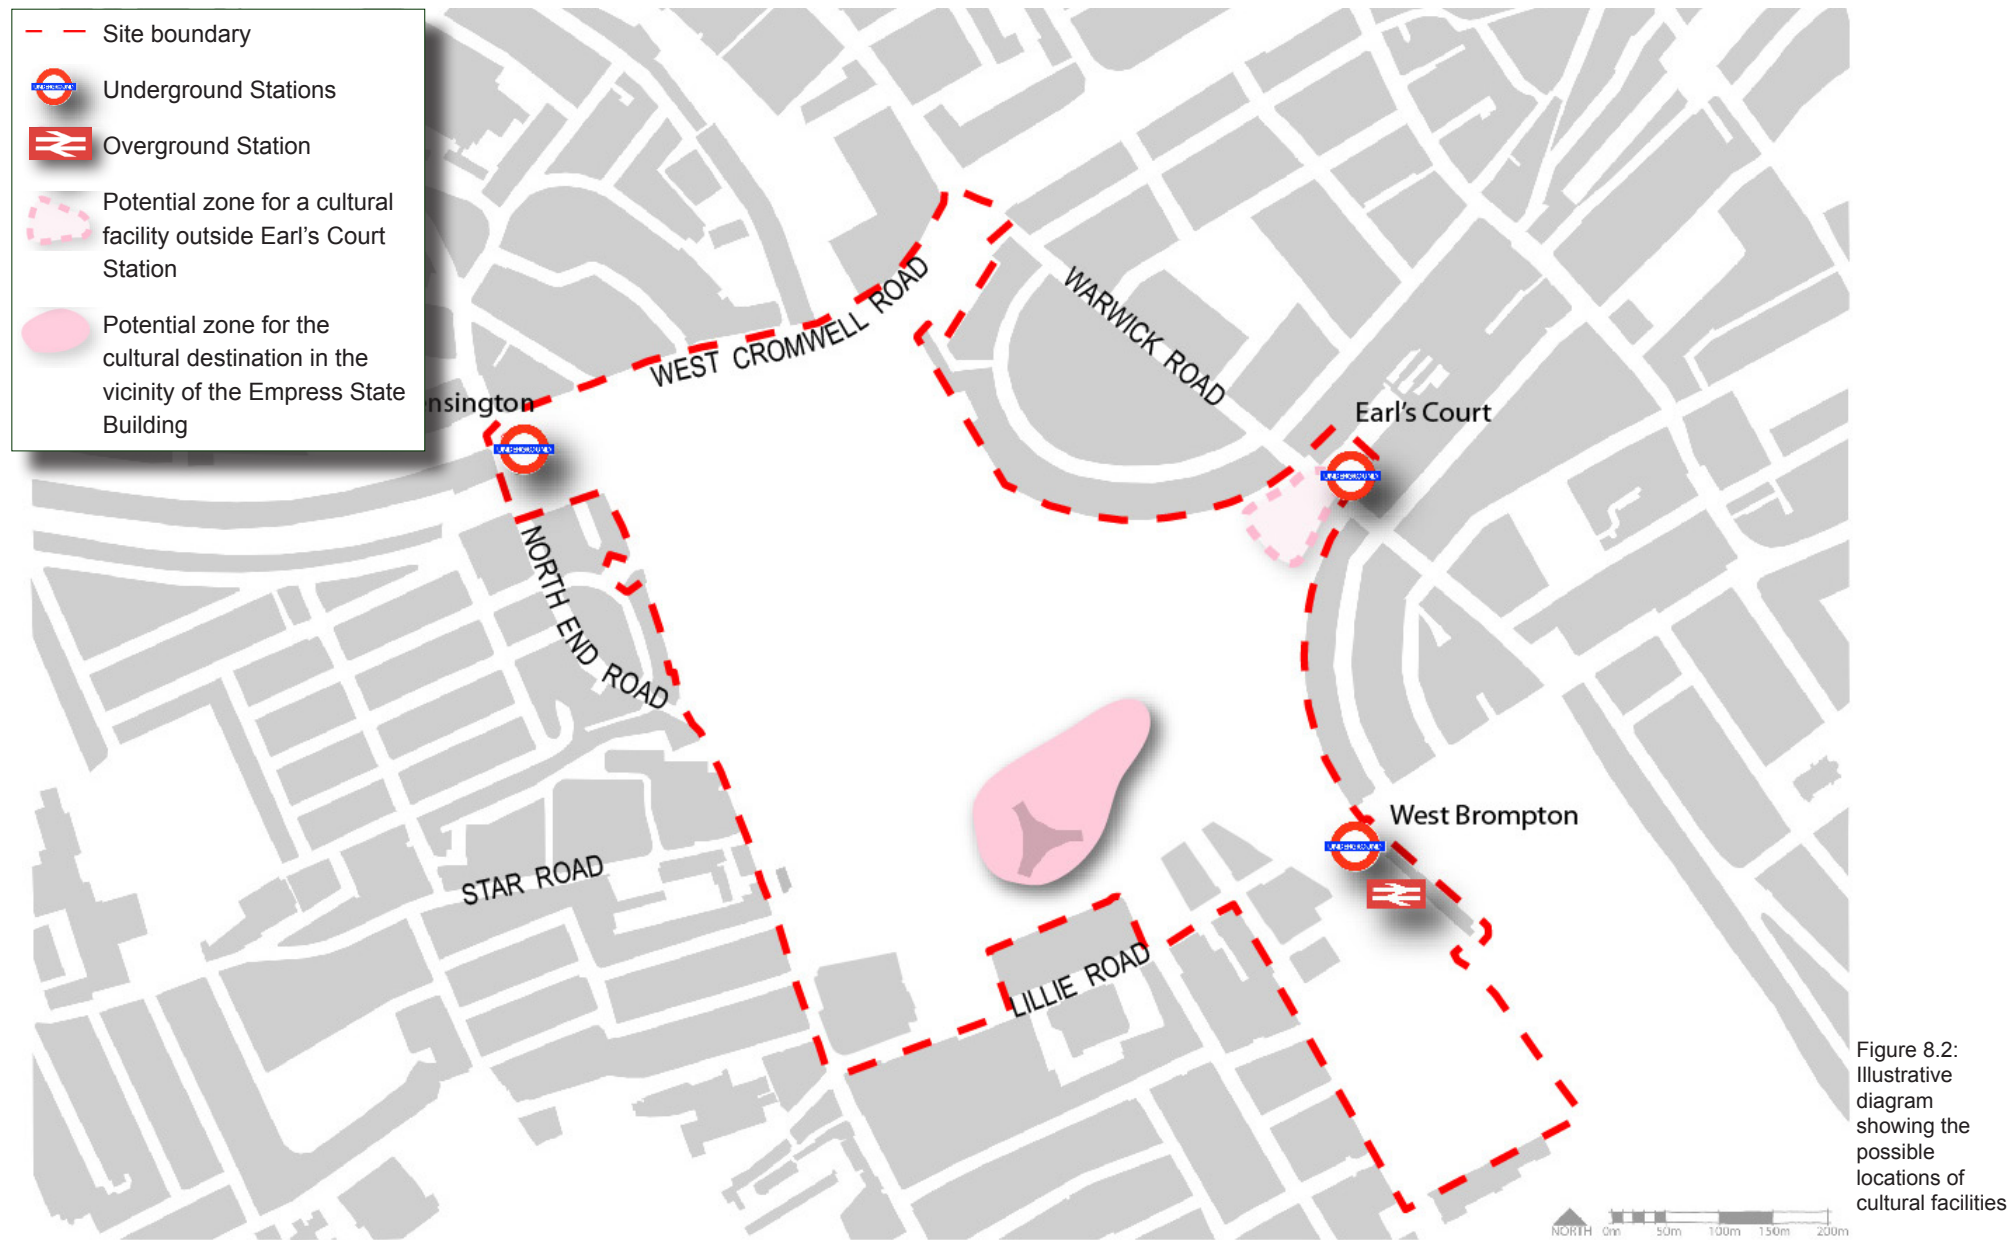 Site boundary
Underground Stations
Overground Station
Potential zone for a cultural
facility outside Earl's Court
Station
Potential zone for the
cultural destination in the
vicinity of the Empress State
Building
ensington
WEST CROMWELL ROAD
WARWICK ROAD
Earl's Court
NORTH END ROAD
West Brompton
STAR ROAD
LILLIE ROAD
Figure 8.2:
Illustrative
diagram
showing the
possible
locations of
cultural facilities
NORTH
0m 50m 100m 150m 200m